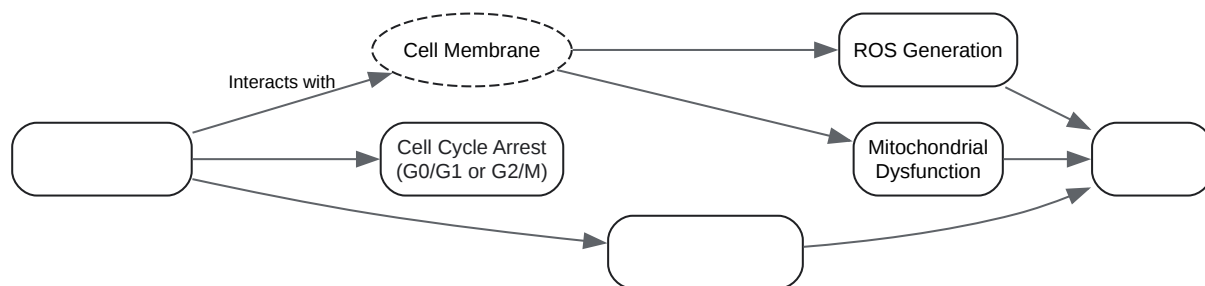 Cell Membrane
ROS Generation
Interacts with
Cell Cycle Arrest
(G0/G1 or G2/M)
Mitochondrial
Dysfunction